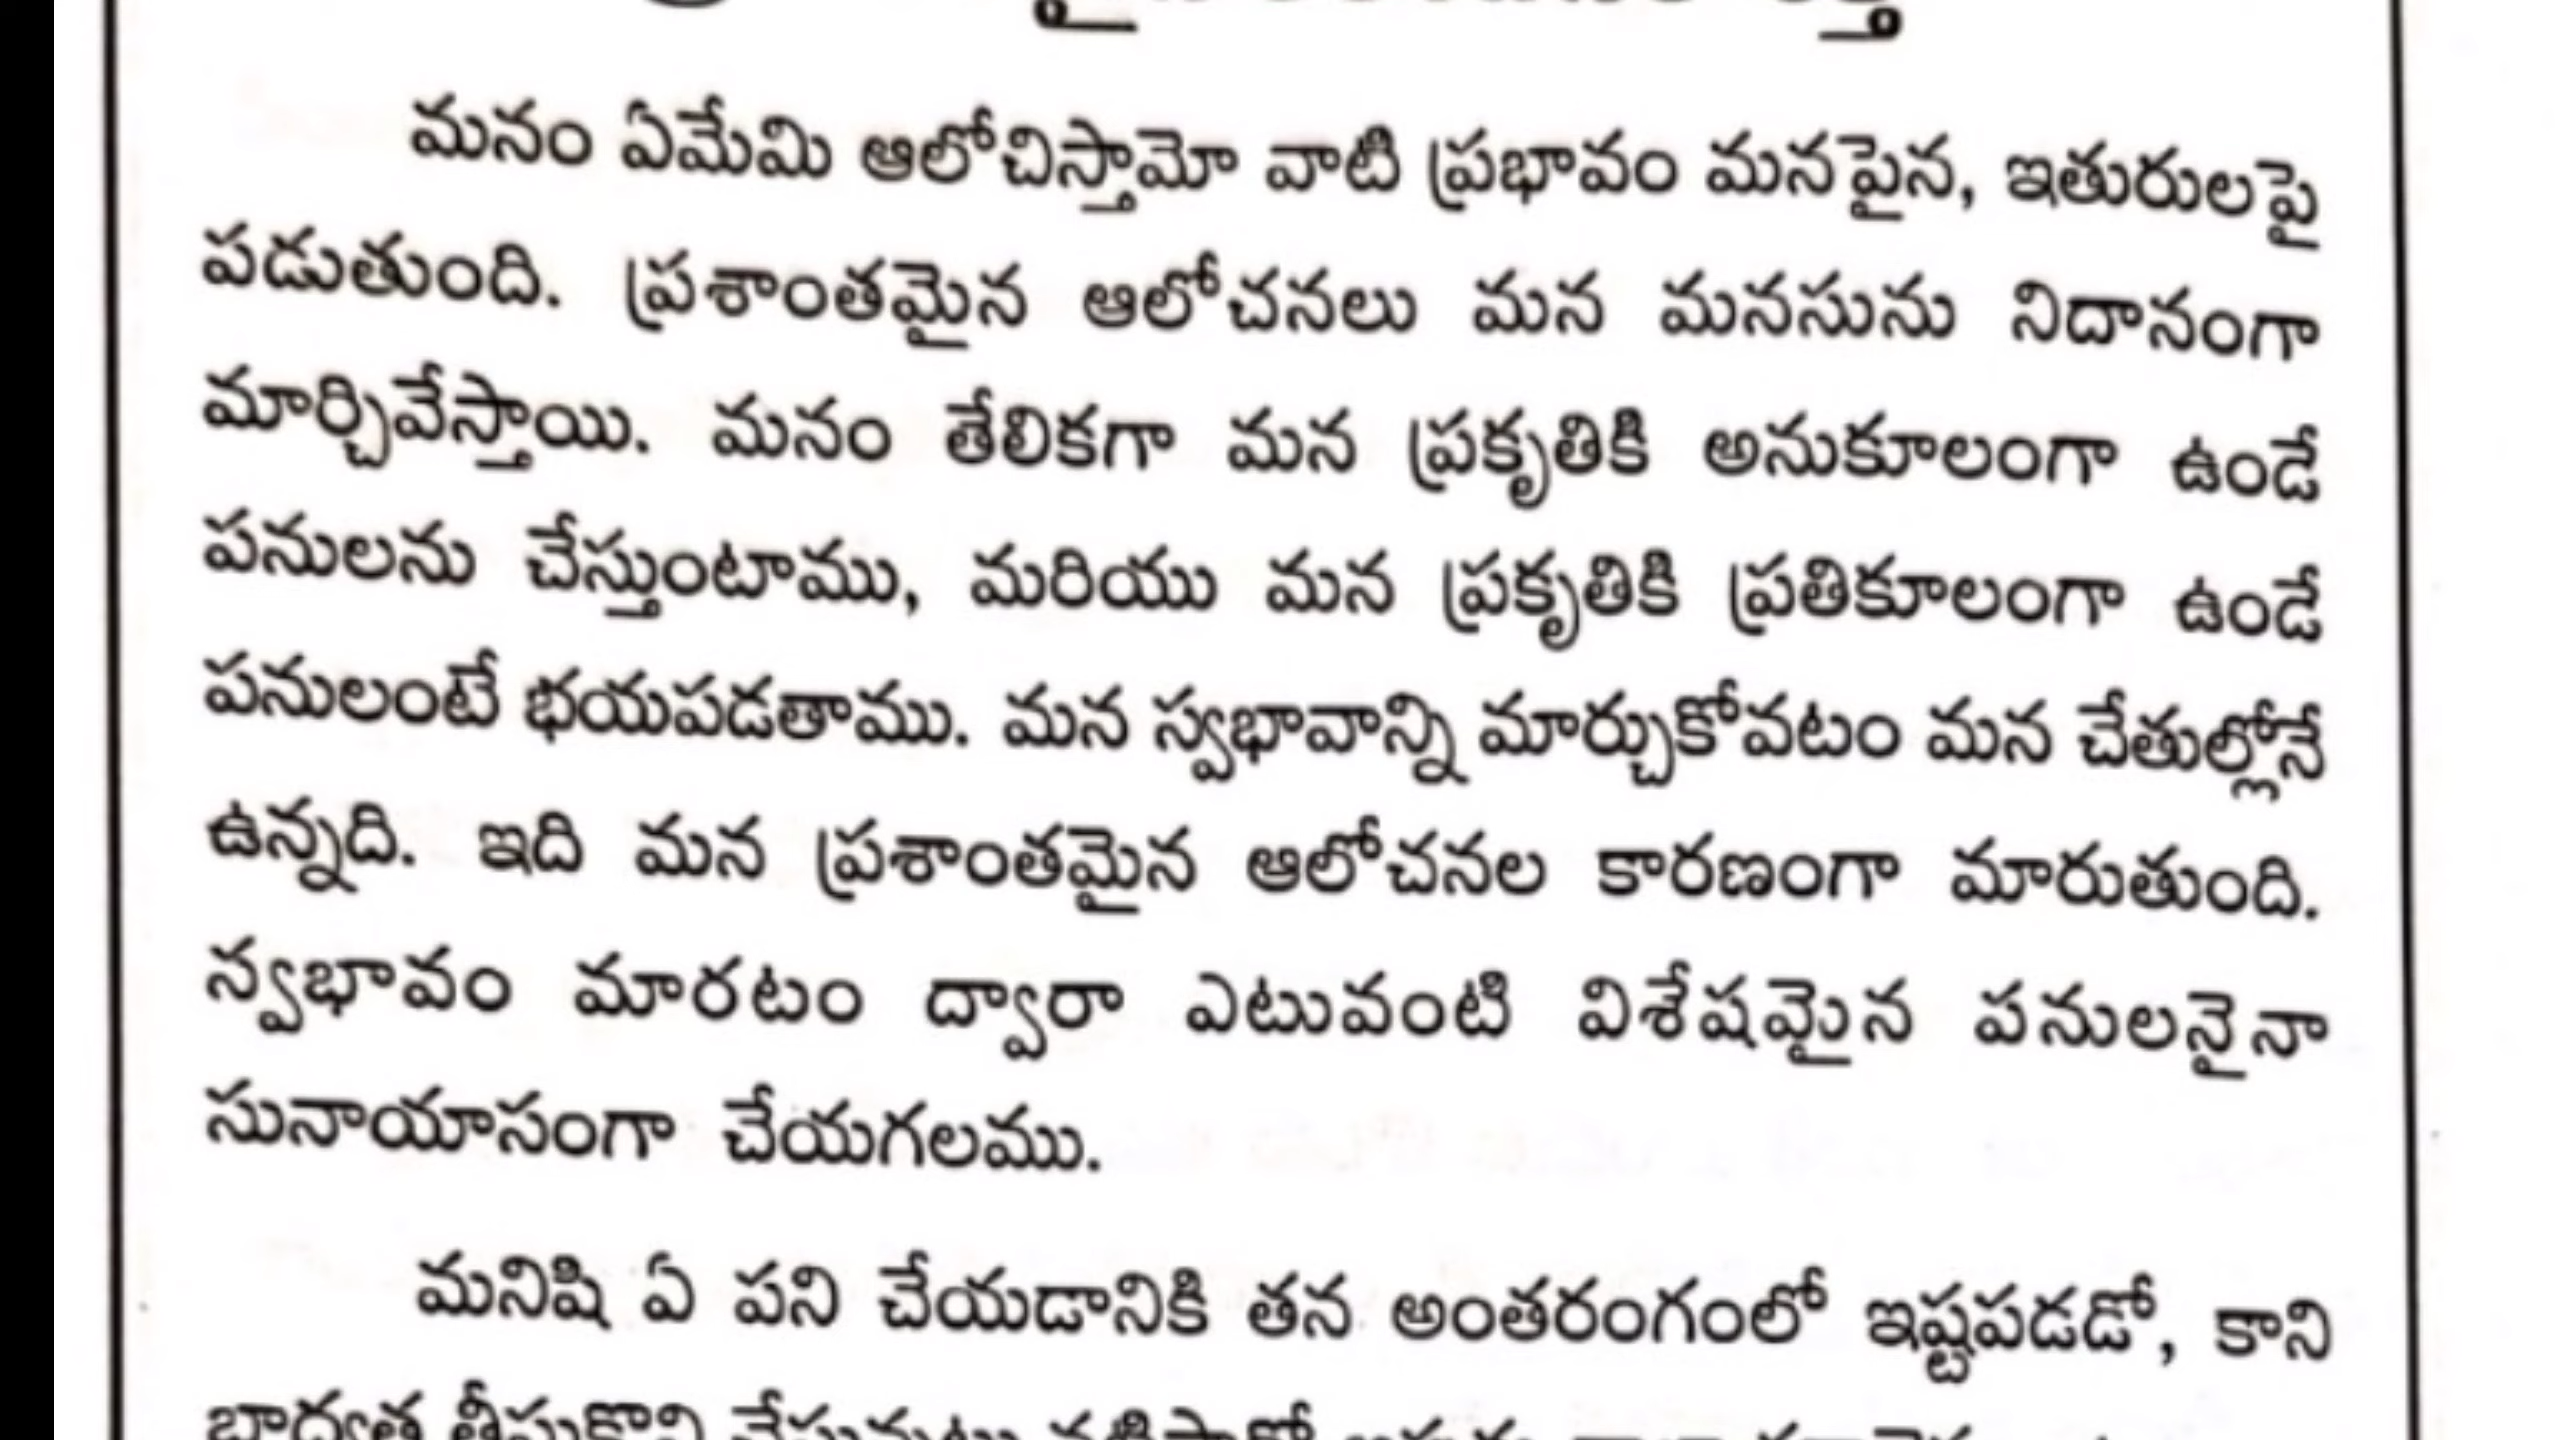 మనం ఏమేమి ఆలోచిస్తామో వాటి ప్రభావం మనపైన, ఇతురులపై
పడుతుంది. ప్రశాంతమైన ఆలోచనలు మన మనసును నిదానంగా
మార్చివేస్తాయి. మనం తేలికగా మన ప్రకృతికి అనుకూలంగా ఉండే
పనులను చేస్తుంటాము, మరియు మన ప్రకృతికి ప్రతికూలంగా ఉండే
పనులంటే భయపడతాము. మన స్వభావాన్ని మార్చుకోవటం మన చేతుల్లోనే
ఉన్నది. ఇది మన ప్రశాంతమైన ఆలోచనల కారణంగా మారుతుంది.
స్వభావం మారటం ద్వారా ఎటువంటి విశేషమైన పనులనైనా
సునాయాసంగా చేయగలము.
మనిషి ఏ పని చేయడానికి తన అంతరంగంలో ఇష్టపడడో, కాని
బాధ్యత తీసుకొని